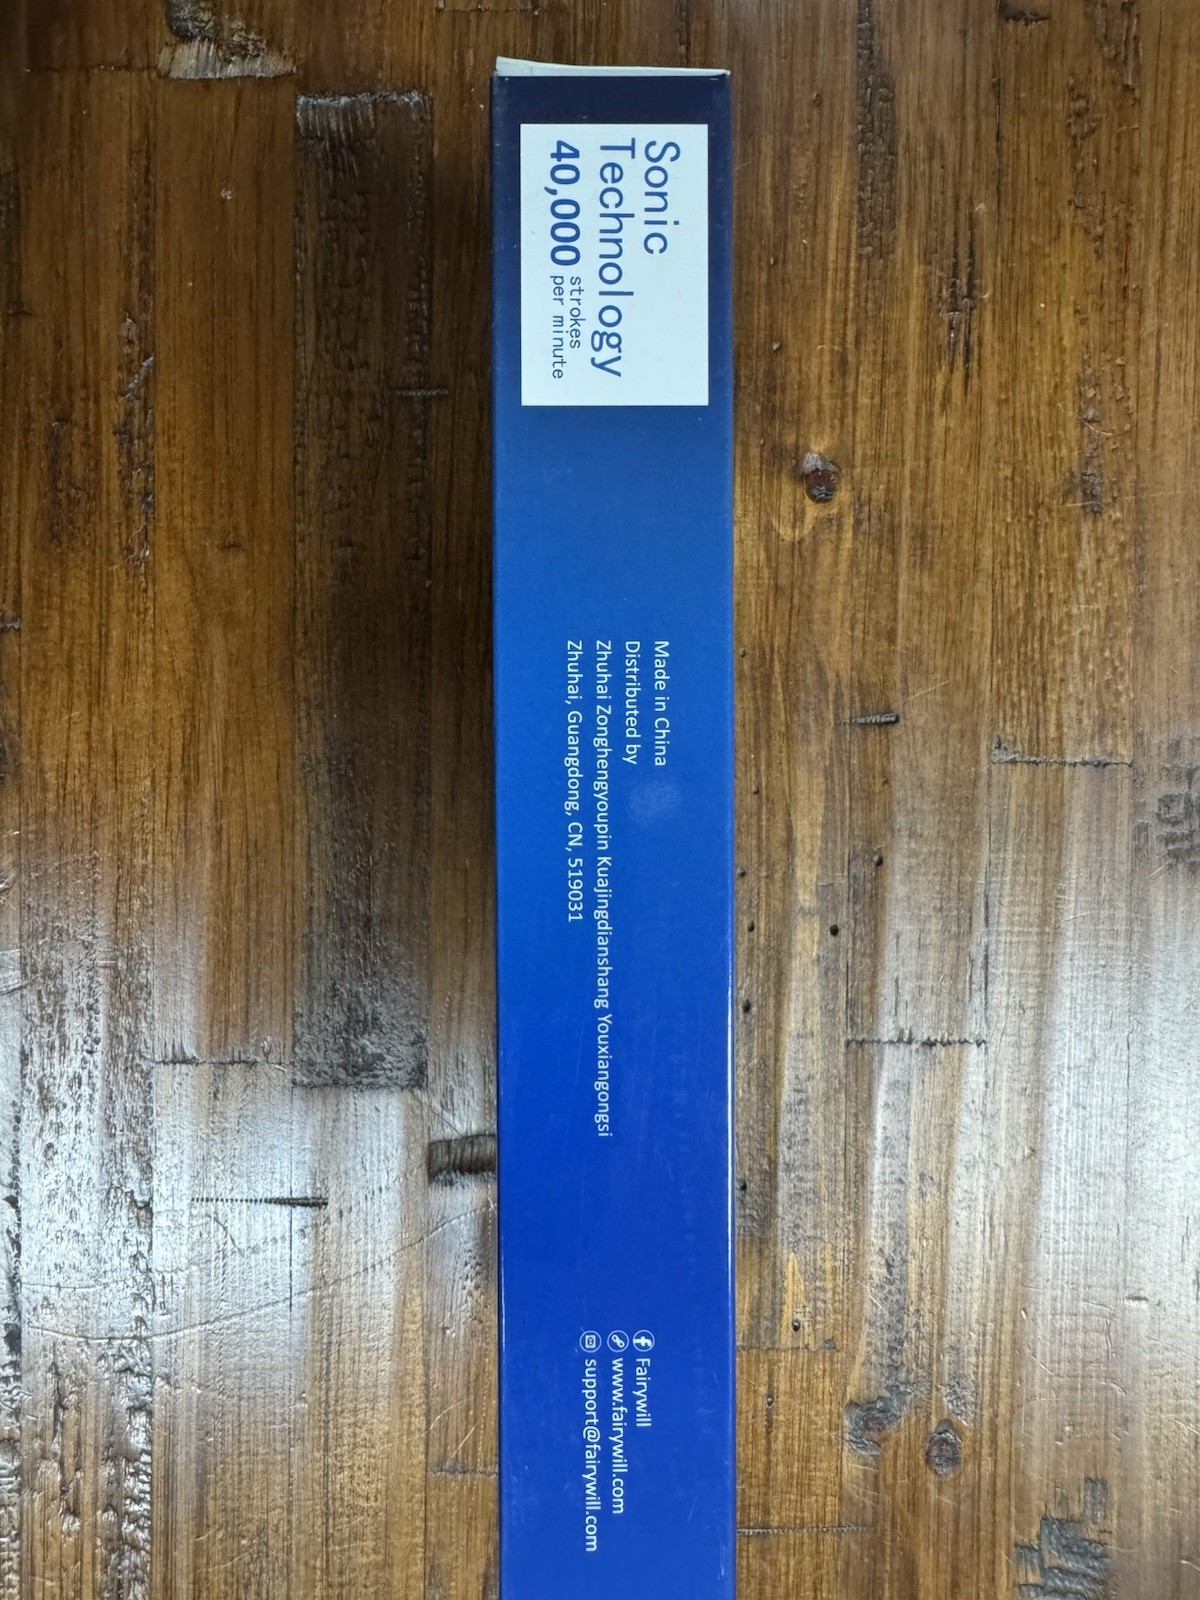 Sonic
Technology
40,000 strokes
per minute
Made in China
Distributed by
Zhuhai Zonghengyoupin Kuajingdianshang Youxiangongsi
Zhuhai, Guangdong, CN, 519031
Fairywill
www.fairywill.com
support@fairywill.com